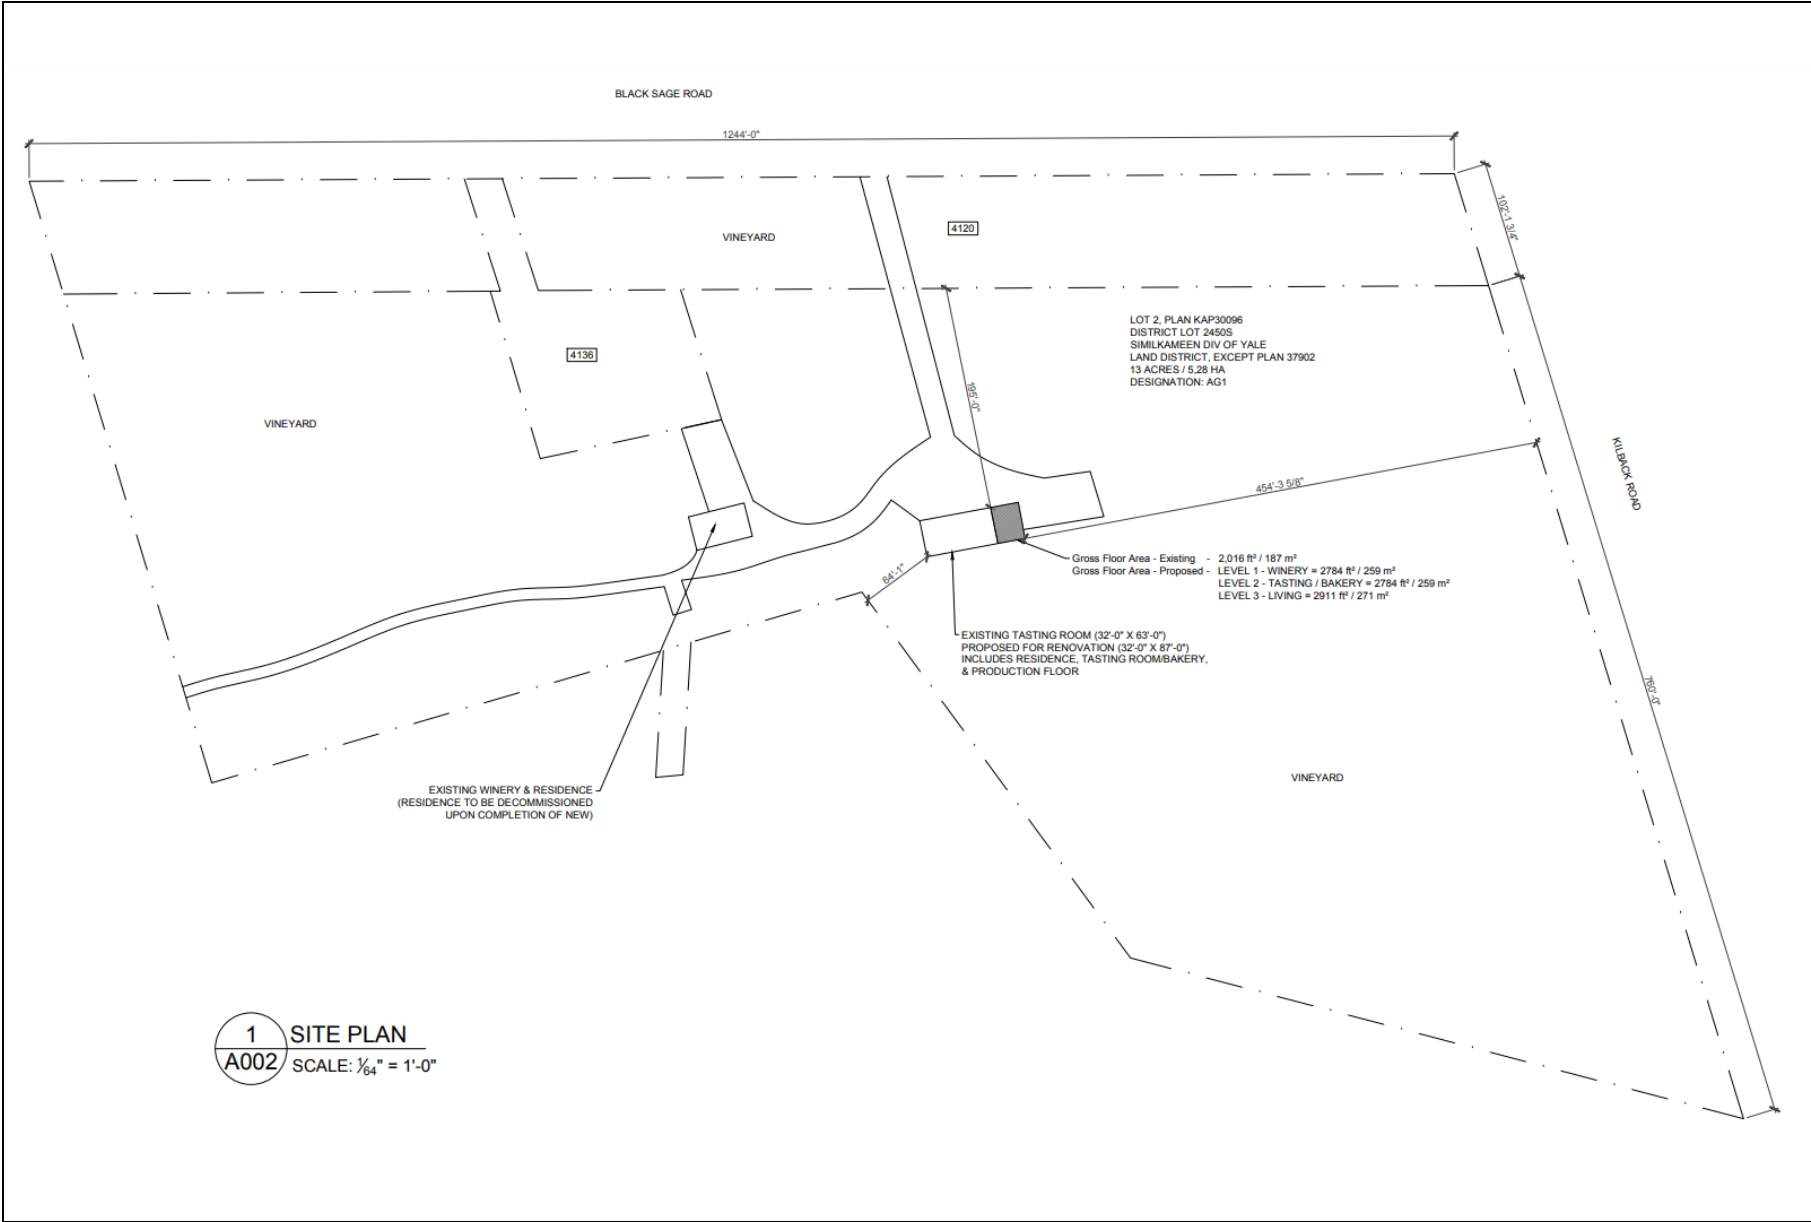 BLACK SAGE ROAD
1244'-0"
102'-1 3/4"
VINEYARD
4120
LOT 2, PLAN KAP30096
DISTRICT LOT 2450S
SIMILKAMEEN DIV OF YALE
LAND DISTRICT, EXCEPT PLAN 37902
13 ACRES / 5,28 HA
DESIGNATION: AG1
4136
195'-0"
VINEYARD
KILBACK ROAD
454'-3 5/8"
Gross Floor Area - Existing - 2,016 ft² / 187 m²
Gross Floor Area - Proposed - LEVEL 1 - WINERY = 2784 ft² / 259 m²
LEVEL 2 - TASTING / BAKERY = 2784 ft² / 259 m²
LEVEL 3 - LIVING = 2911 ft² / 271 m²
64'-1"
EXISTING TASTING ROOM (32'-0" X 63'-0")
PROPOSED FOR RENOVATION (32'-0" X 87'-0")
INCLUDES RESIDENCE, TASTING ROOM/BAKERY,
& PRODUCTION FLOOR
760'-0"
VINEYARD
EXISTING WINERY & RESIDENCE
(RESIDENCE TO BE DECOMMISSIONED
UPON COMPLETION OF NEW)
1
A002
SITE PLAN
SCALE: 1/64" = 1'-0"